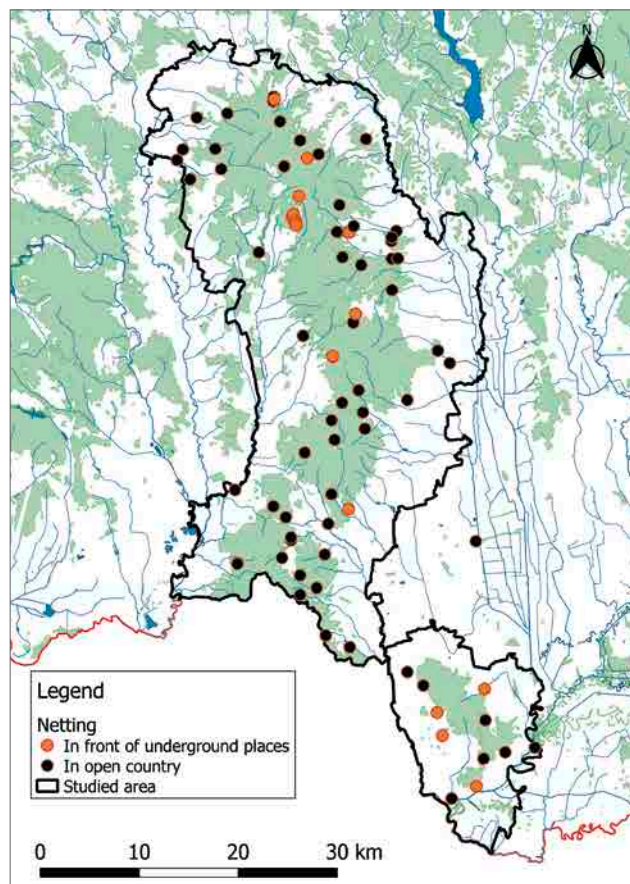 N
Legend
Netting
In front of underground places
In open country
Studied area
0 10 20 30 km